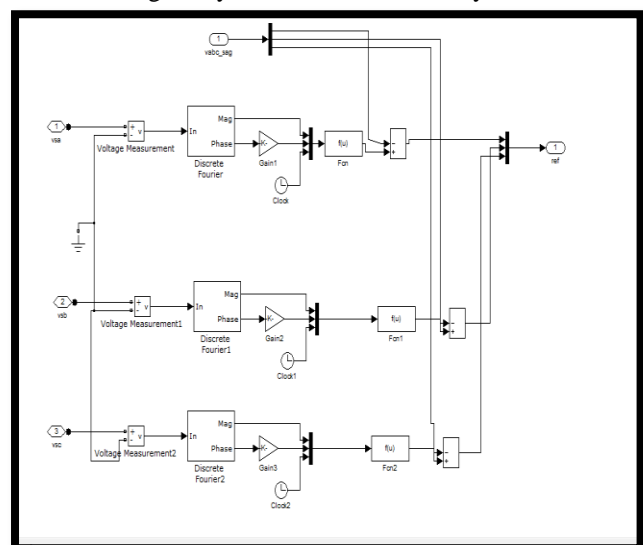 1
vabc_sag
1
vsa
+
-
v
Voltage Measurement
In
Mag
Phase
Discrete
Fourier
K-
Gain1
Clock
f(u)
Fcn
-
+
1
ref
2
vsb
+
-
v
Voltage Measurement1
In
Mag
Phase
Discrete
Fourier1
K-
Gain2
Clock1
f(u)
Fcn1
-
+
3
vsc
+
-
v
Voltage Measurement2
In
Mag
Phase
Discrete
Fourier2
K-
Gain3
Clock2
f(u)
Fcn2
-
+